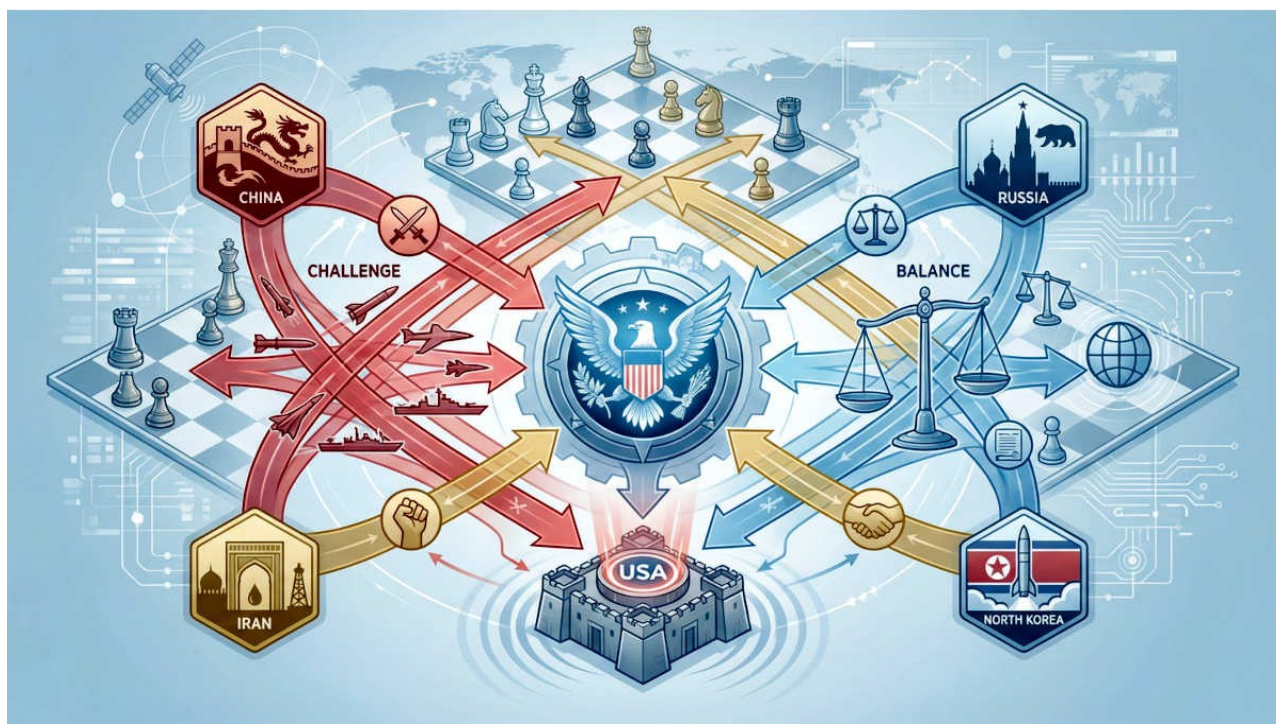 CHINA
RUSSIA
CHALLENGE
BALANCE
USA
IRAN
NORTH KOREA